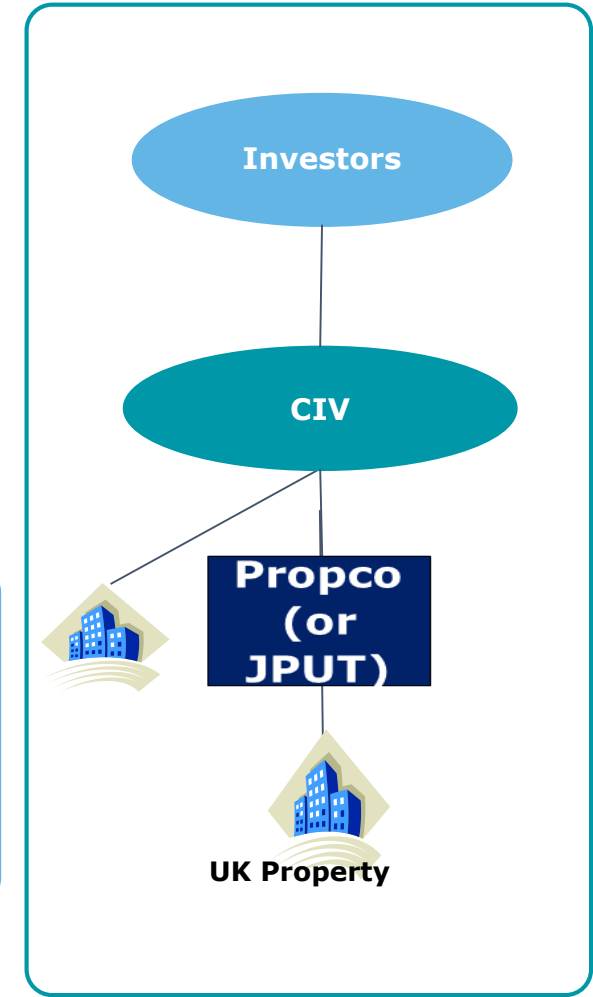 Investors
CIV
Propco
(or
JPUT)
UK Property